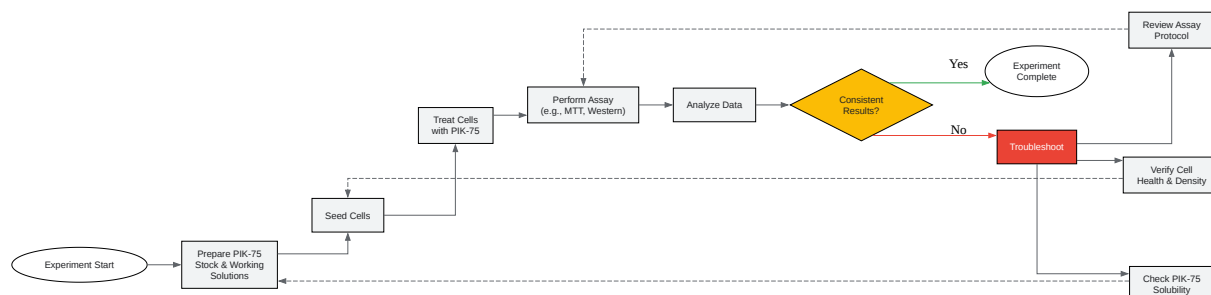 Review Assay
Protocol
Yes
Experiment
Complete
Perform Assay
(e.g., MTT, Western)
Analyze Data
Consistent
Results?
Treat Cells
with PIK-75
No
Troubleshoot
Verify Cell
Health & Density
Seed Cells
Experiment Start
Prepare PIK-75
Stock & Working
Solutions
Check PIK-75
Solubility